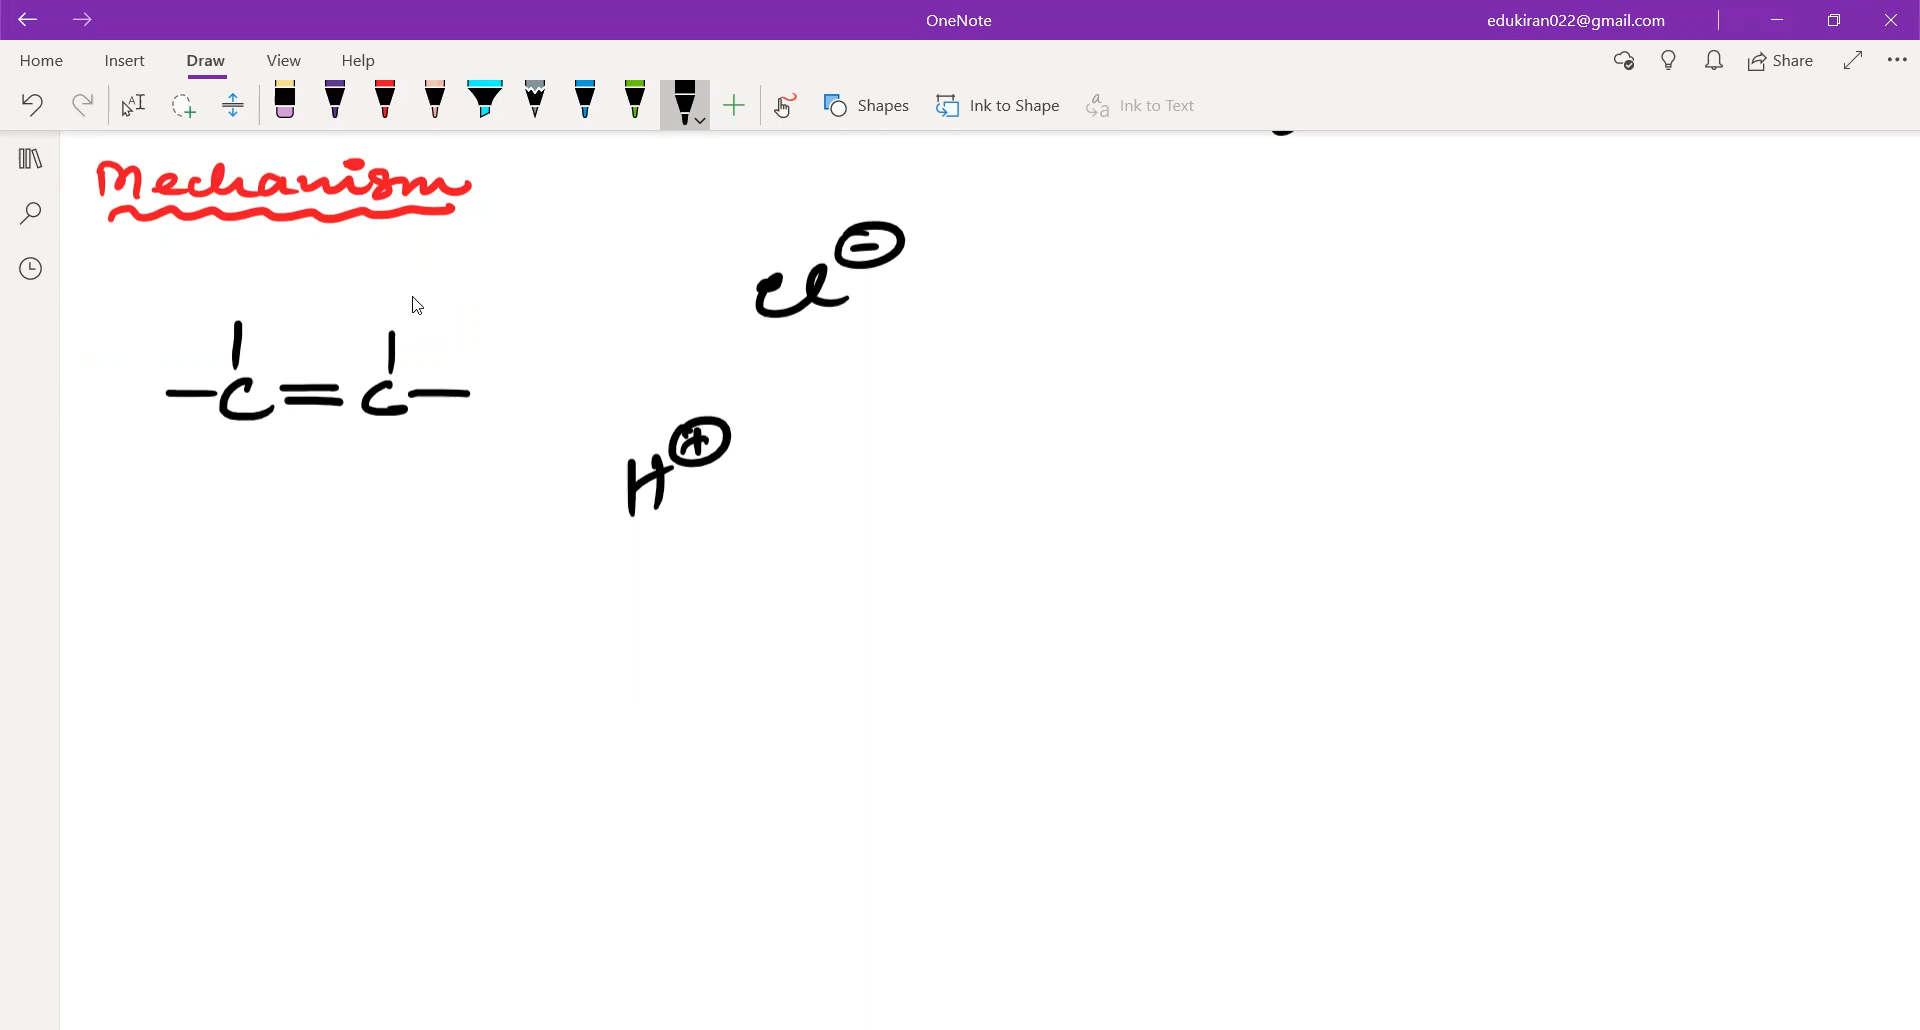 OneNote
edukiran022@gmail.com
Home Insert Draw View Help
Share
Shapes Ink to Shape Ink to Text
Mechanism
Cl⊖
-C=C-
H⊕